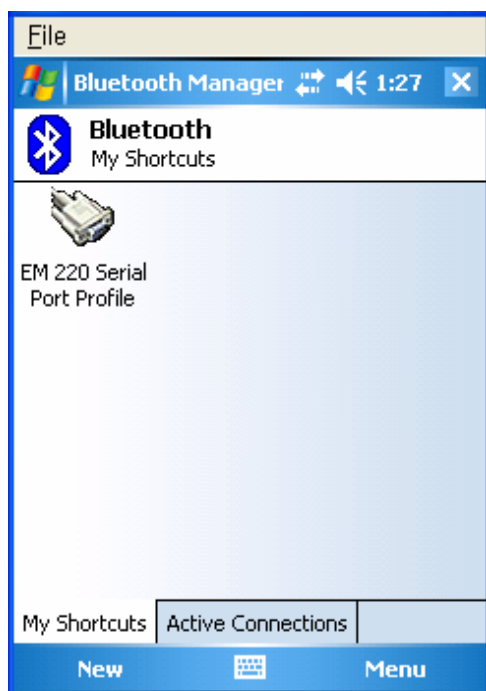 File
Bluetooth Manager 1:27
Bluetooth
My Shortcuts
EM 220 Serial
Port Profile
My Shortcuts Active Connections
New Menu